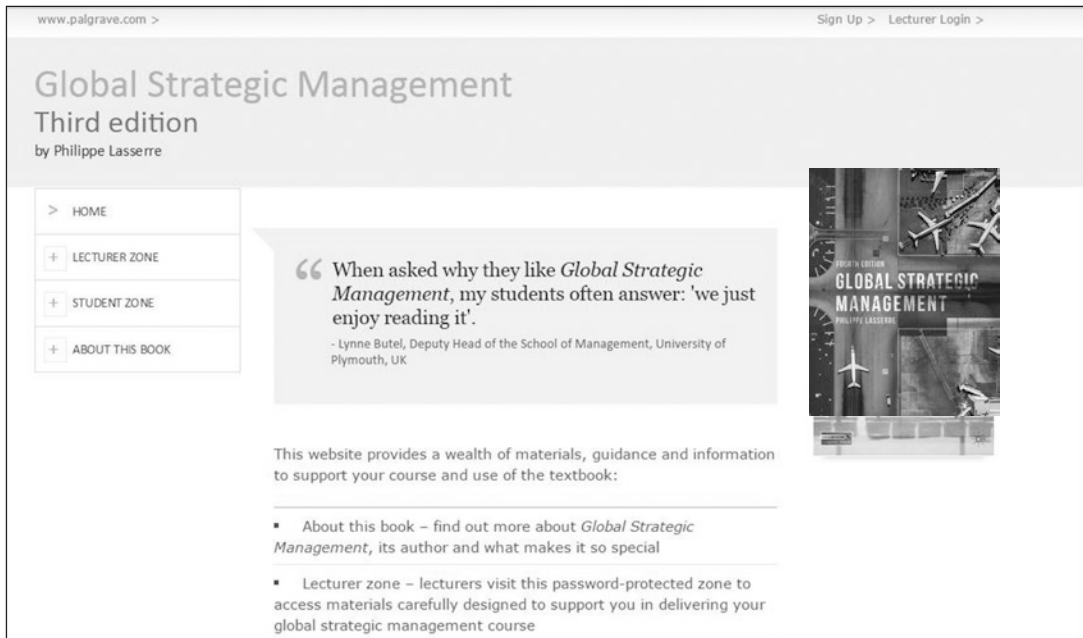 www.palgrave.com >
Sign Up > Lecturer Login >
Global Strategic Management
Third edition
by Philippe Lasserre
> HOME
+ LECTURER ZONE
+ STUDENT ZONE
+ ABOUT THIS BOOK
“ When asked why they like Global Strategic
Management, my students often answer: 'we just
enjoy reading it'.
- Lynne Butel, Deputy Head of the School of Management, University of
Plymouth, UK
FOURTH EDITION
GLOBAL STRATEGIC
MANAGEMENT
PHILIPPE LASSERRE
This website provides a wealth of materials, guidance and information
to support your course and use of the textbook:
▪ About this book – find out more about Global Strategic
Management, its author and what makes it so special
▪ Lecturer zone – lecturers visit this password-protected zone to
access materials carefully designed to support you in delivering your
global strategic management course